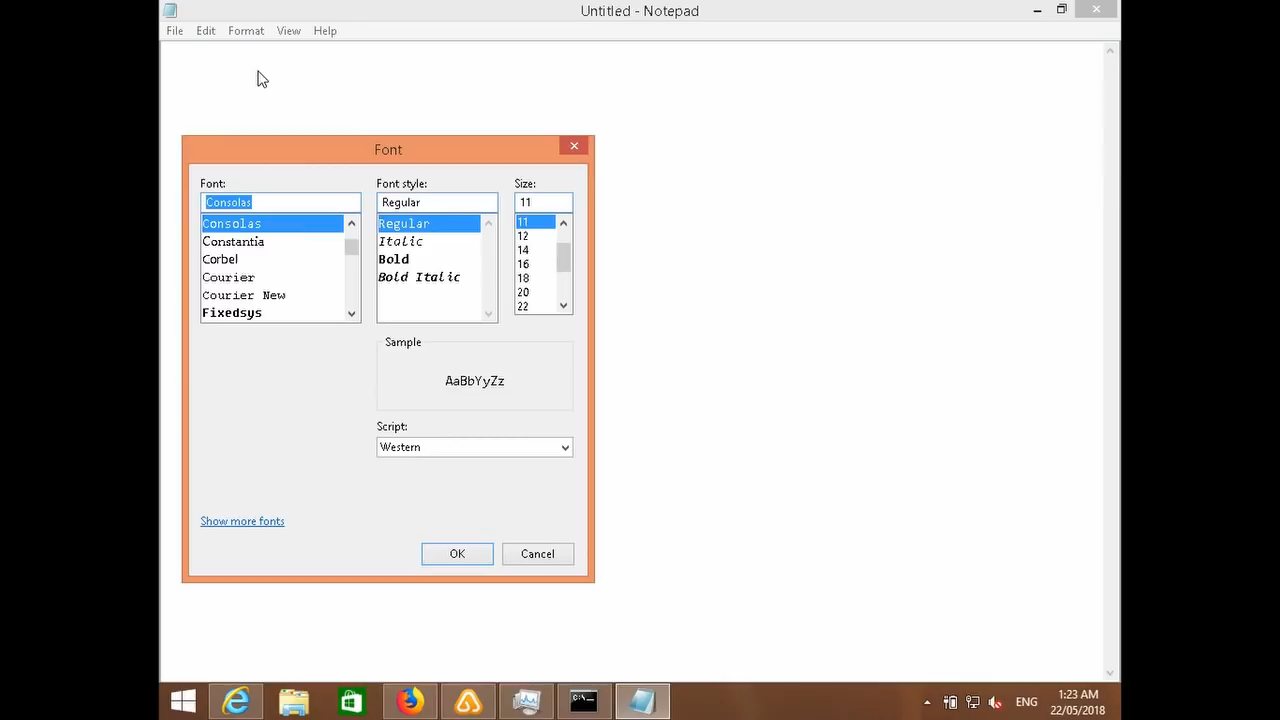 Untitled - Notepad
File Edit Format View Help
Font
Font: Font style: Size:
Consolas Regular 11
Consolas Regular 11
Constantia Italic 12
Corbel Bold 14
Courier Bold Italic 16
Courier New 18
Fixedsys 20
22
Sample
AaBbYyZz
Script:
Western
Show more fonts
OK Cancel
C:\_
ENG
1:23 AM
22/05/2018